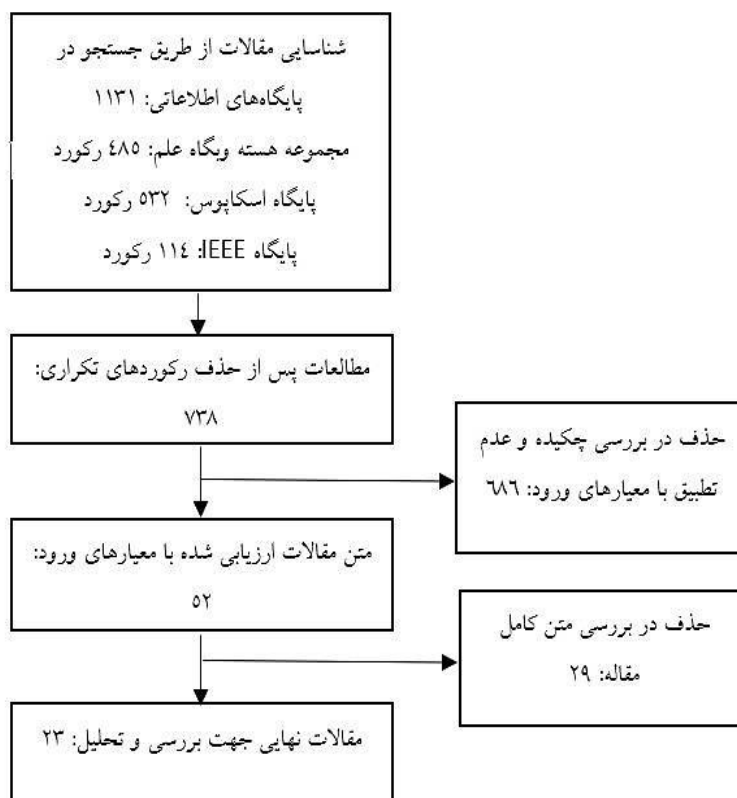 شناسایی مقالات از طریق جستجو در
پایگاه‌های اطلاعاتی: ۱۱۳۱
مجموعه هسته وبگاه علم: ٤٨٥ رکورد
پایگاه اسکاپوس: ٥٣٢ رکورد
پایگاه IEEE: ١١٤ رکورد
مطالعات پس از حذف رکوردهای تکراری:
٧٣٨
حذف در بررسی چکیده و عدم
تطبیق با معیارهای ورود: ٦٨٦
متن مقالات ارزیابی شده با معیارهای ورود:
٥٢
حذف در بررسی متن کامل
مقاله: ٢٩
مقالات نهایی جهت بررسی و تحلیل: ٢٣